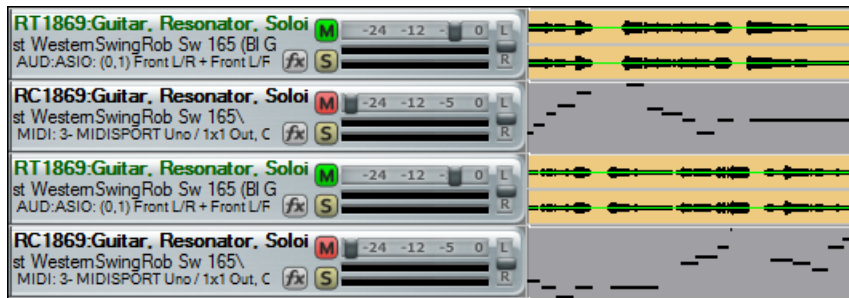 RT1869:Guitar, Resonator, Soloi M -24 -12 - 0 L
st WesternSwingRob Sw 165 (Bl G
AUD:ASIO: (0,1) Front L/R + Front L/F fx S R
RC1869:Guitar, Resonator, Soloi M -24 -12 -5 0 L
st WesternSwingRob Sw 165\
MIDI: 3- MIDISPORT Uno / 1x1 Out, C fx S R
RT1869:Guitar, Resonator, Soloi M -24 -12 - 0 L
st WesternSwingRob Sw 165 (Bl G
AUD:ASIO: (0,1) Front L/R + Front L/F fx S R
RC1869:Guitar, Resonator, Soloi M -24 -12 -5 0 L
st WesternSwingRob Sw 165\
MIDI: 3- MIDISPORT Uno / 1x1 Out, C fx S R